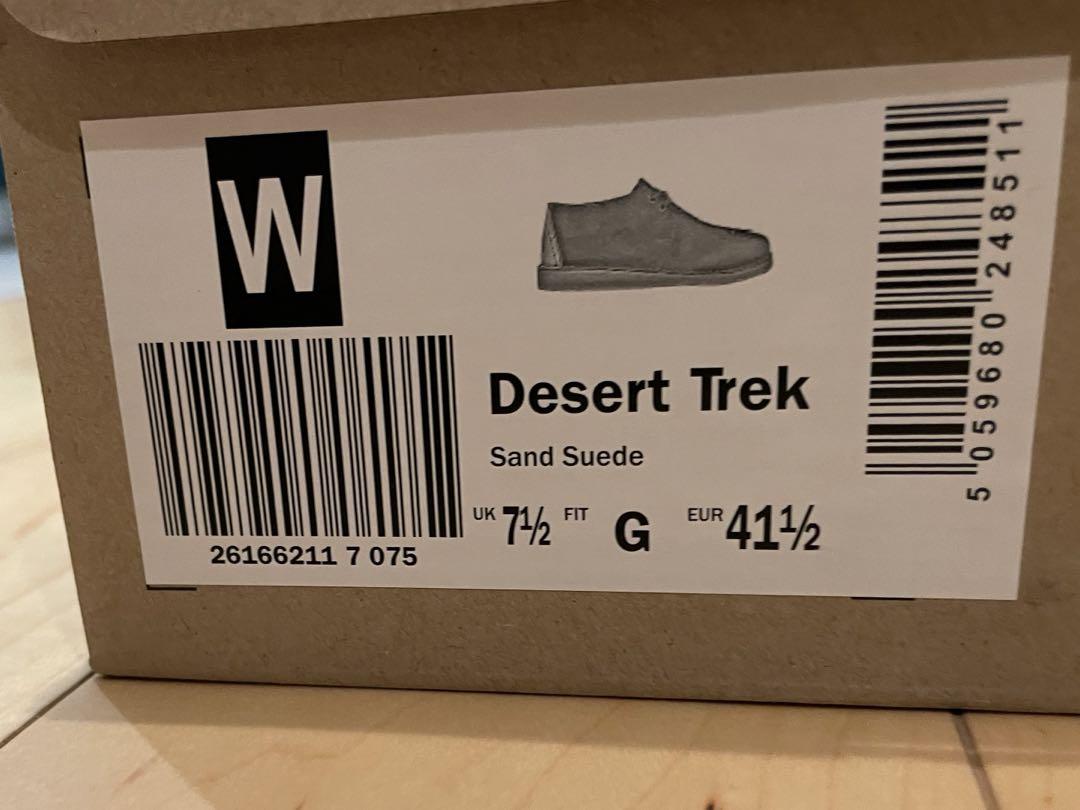 W
Desert Trek
Sand Suede
UK 7½ FIT G EUR 41½
26166211 7 075
5 059680 248511